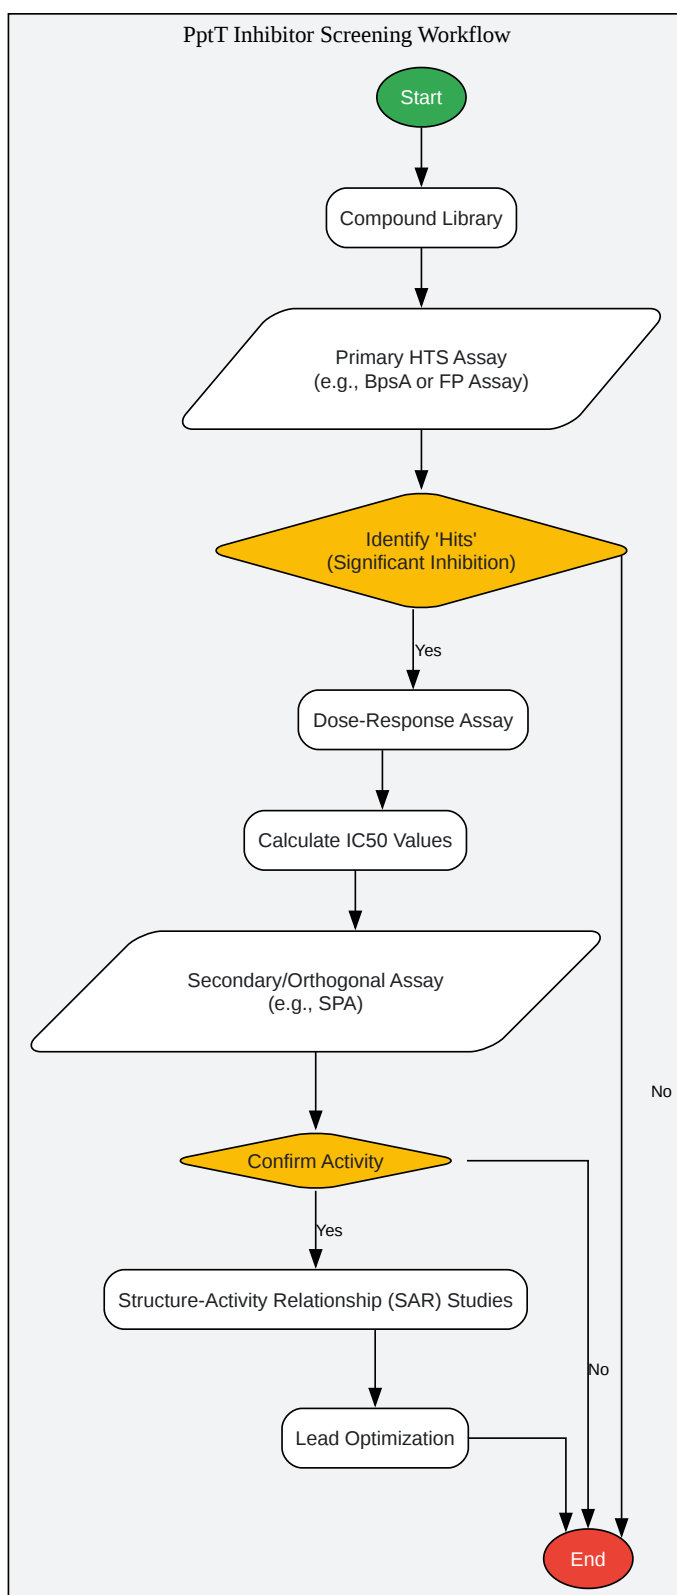 PptT Inhibitor Screening Workflow
Start
Compound Library
Primary HTS Assay
(e.g., BpsA or FP Assay)
Identify 'Hits'
(Significant Inhibition)
Yes
Dose-Response Assay
Calculate IC50 Values
Secondary/Orthogonal Assay
(e.g., SPA)
No
Confirm Activity
Yes
Structure-Activity Relationship (SAR) Studies
No
Lead Optimization
End